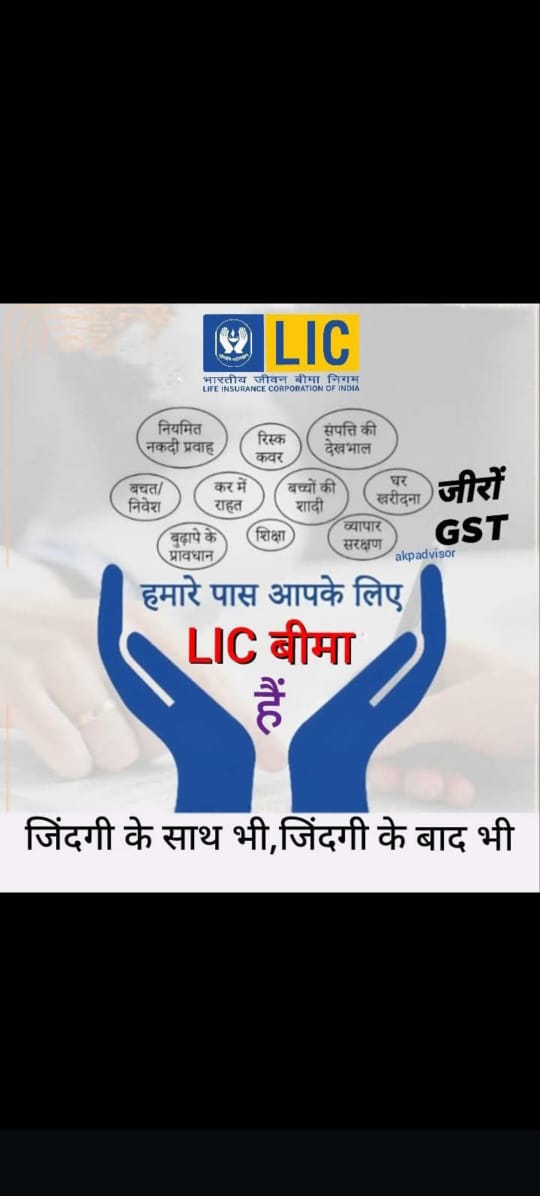 LIC
भारतीय जीवन बीमा निगम
LIFE INSURANCE CORPORATION OF INDIA
नियमित
नकदी प्रवाह
रिस्क
कवर
संपत्ति की
देखभाल
बचत/
निवेश
कर में
राहत
बच्चों की
शादी
घर
खरीदना
जीरों
GST
बुढ़ापे के
प्रावधान
शिक्षा
व्यापार
संरक्षण
akpadvisor
हमारे पास आपके लिए
LIC बीमा
हैं
जिंदगी के साथ भी,जिंदगी के बाद भी